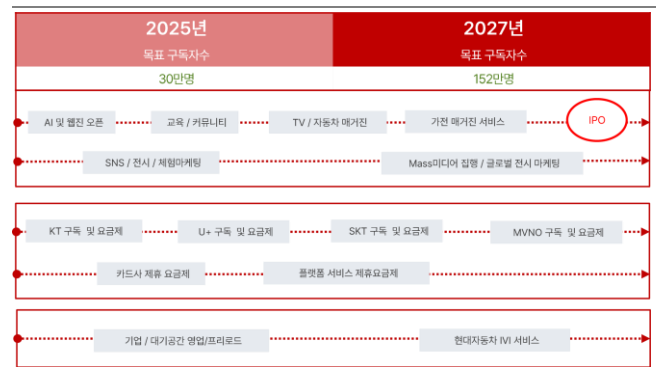 2025년
목표 구독자수
2027년
목표 구독자수
30만명
152만명
AI 및 웹진 오픈
교육 / 커뮤니티
TV / 자동차 매거진
가전 매거진 서비스
IPO
SNS / 전시 / 체험마케팅
Mass미디어 집행 / 글로벌 전시 마케팅
KT 구독 및 요금제
U+ 구독 및 요금제
SKT 구독 및 요금제
MVNO 구독 및 요금제
카드사 제휴 요금제
플랫폼 서비스 제휴요금제
기업 / 대기공간 영업/프리로드
현대자동차 IVI 서비스